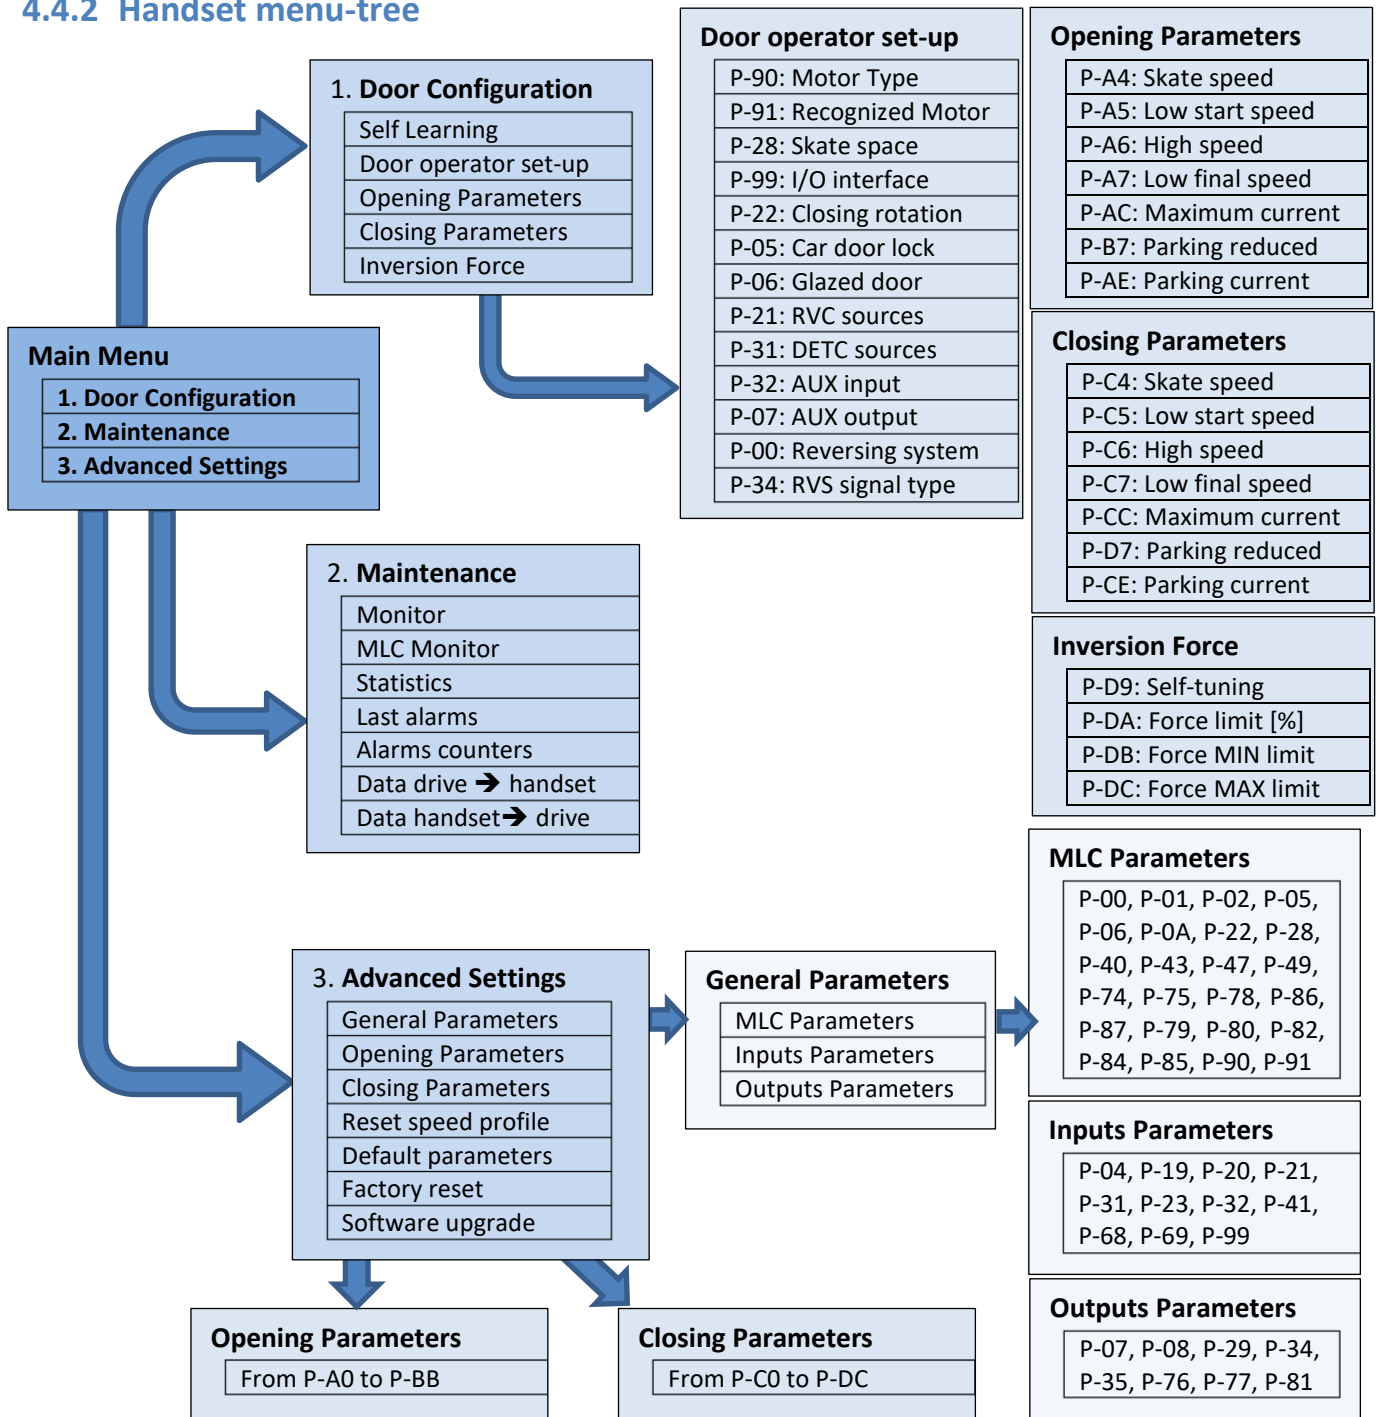 4.4.2 Handset menu-tree
1. Door Configuration
Self Learning
Door operator set-up
Opening Parameters
Closing Parameters
Inversion Force
Door operator set-up
P-90: Motor Type
P-91: Recognized Motor
P-28: Skate space
P-99: I/O interface
P-22: Closing rotation
P-05: Car door lock
P-06: Glazed door
P-21: RVC sources
P-31: DETC sources
P-32: AUX input
P-07: AUX output
P-00: Reversing system
P-34: RVS signal type
Opening Parameters
P-A4: Skate speed
P-A5: Low start speed
P-A6: High speed
P-A7: Low final speed
P-AC: Maximum current
P-B7: Parking reduced
P-AE: Parking current
Closing Parameters
P-C4: Skate speed
P-C5: Low start speed
P-C6: High speed
P-C7: Low final speed
P-CC: Maximum current
P-D7: Parking reduced
P-CE: Parking current
Inversion Force
P-D9: Self-tuning
P-DA: Force limit [%]
P-DB: Force MIN limit
P-DC: Force MAX limit
Main Menu
1. Door Configuration
2. Maintenance
3. Advanced Settings
2. Maintenance
Monitor
MLC Monitor
Statistics
Last alarms
Alarms counters
Data drive ➔ handset
Data handset➔ drive
3. Advanced Settings
General Parameters
Opening Parameters
Closing Parameters
Reset speed profile
Default parameters
Factory reset
Software upgrade
General Parameters
MLC Parameters
Inputs Parameters
Outputs Parameters
MLC Parameters
P-00, P-01, P-02, P-05,
P-06, P-0A, P-22, P-28,
P-40, P-43, P-47, P-49,
P-74, P-75, P-78, P-86,
P-87, P-79, P-80, P-82,
P-84, P-85, P-90, P-91
Inputs Parameters
P-04, P-19, P-20, P-21,
P-31, P-23, P-32, P-41,
P-68, P-69, P-99
Outputs Parameters
P-07, P-08, P-29, P-34,
P-35, P-76, P-77, P-81
Opening Parameters
From P-A0 to P-BB
Closing Parameters
From P-C0 to P-DC